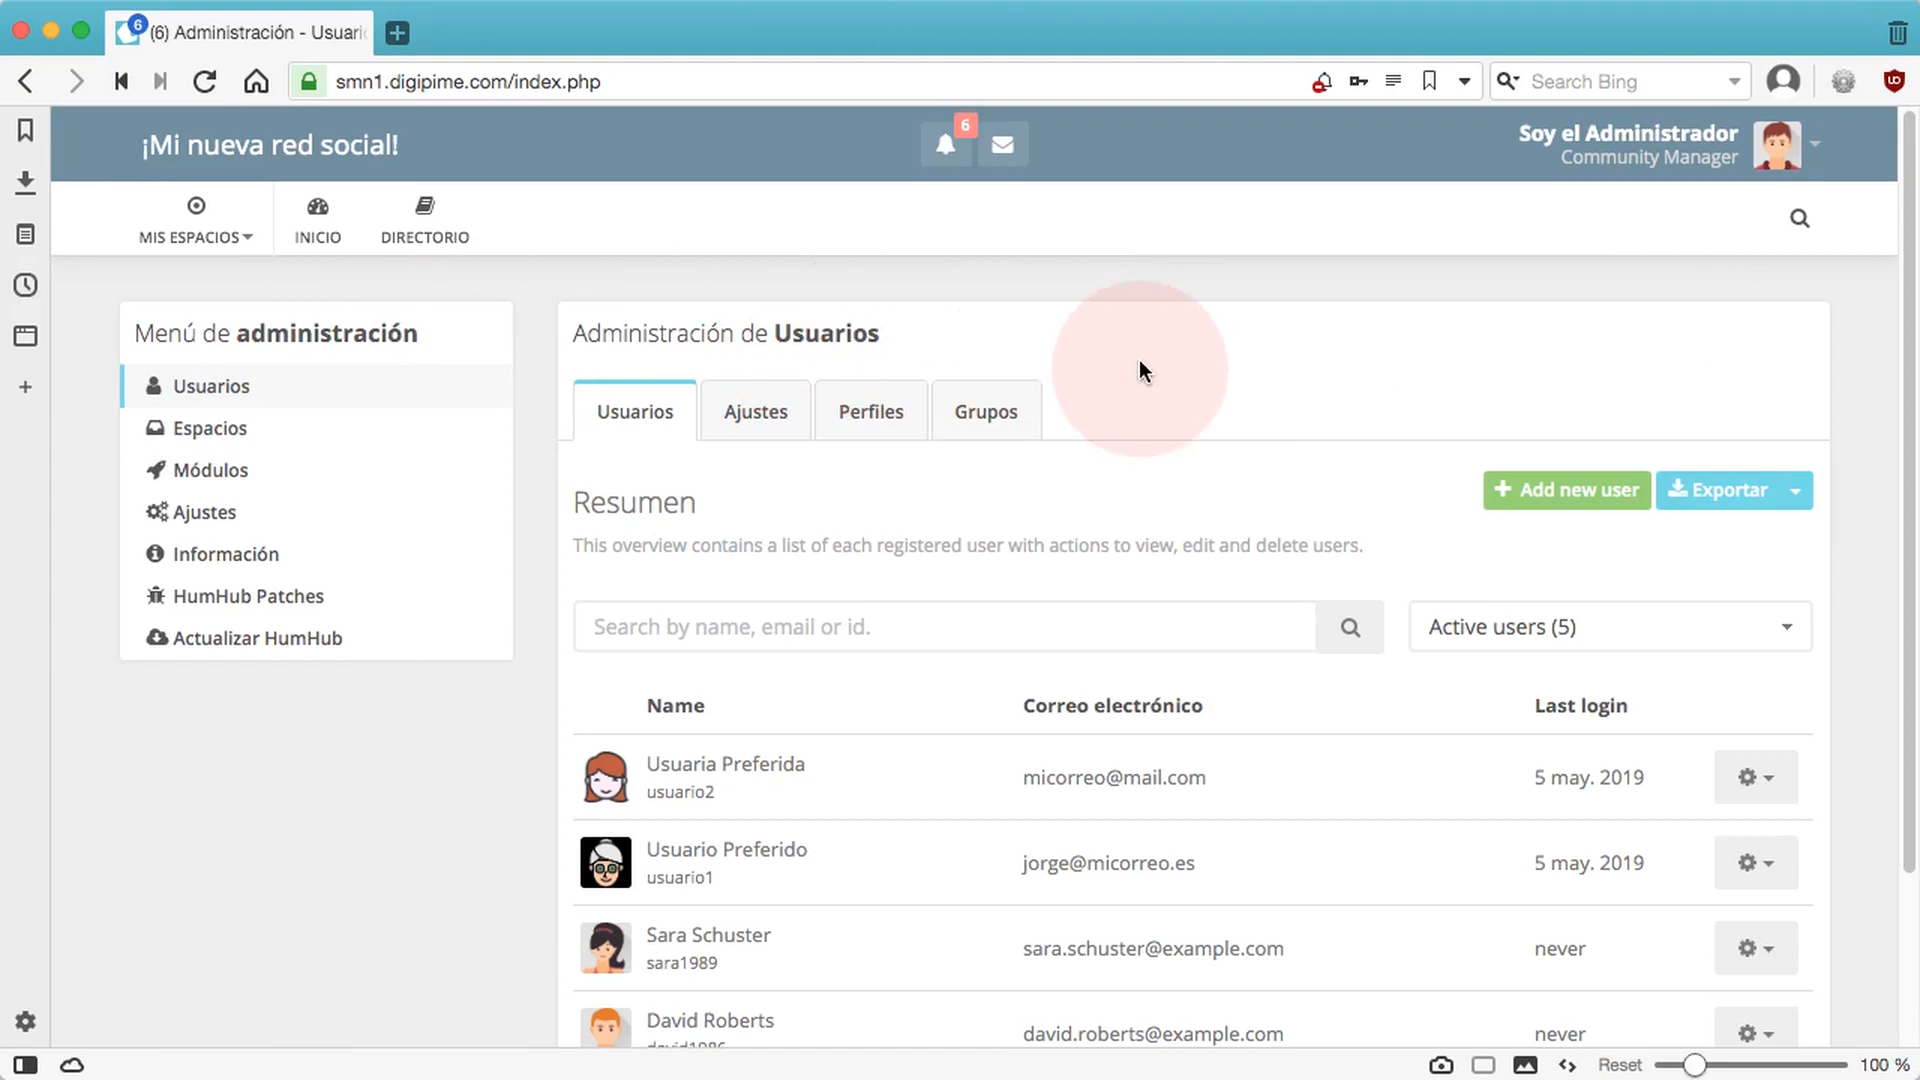 6
(6) Administración - Usuari
smn1.digipime.com/index.php
Search Bing
¡Mi nueva red social!
6
Soy el Administrador
Community Manager
MIS ESPACIOS
INICIO
DIRECTORIO
Menú de administración
Usuarios
Espacios
Módulos
Ajustes
Información
HumHub Patches
Actualizar HumHub
Administración de Usuarios
Usuarios
Ajustes
Perfiles
Grupos
Resumen
Add new user
Exportar
This overview contains a list of each registered user with actions to view, edit and delete users.
Search by name, email or id.
Active users (5)
Name Correo electrónico Last login
Usuaria Preferida
usuario2
micorreo@mail.com
5 may. 2019
Usuario Preferido
usuario1
jorge@micorreo.es
5 may. 2019
Sara Schuster
sara1989
sara.schuster@example.com
never
David Roberts
david1986
david.roberts@example.com
never
Reset
100 %